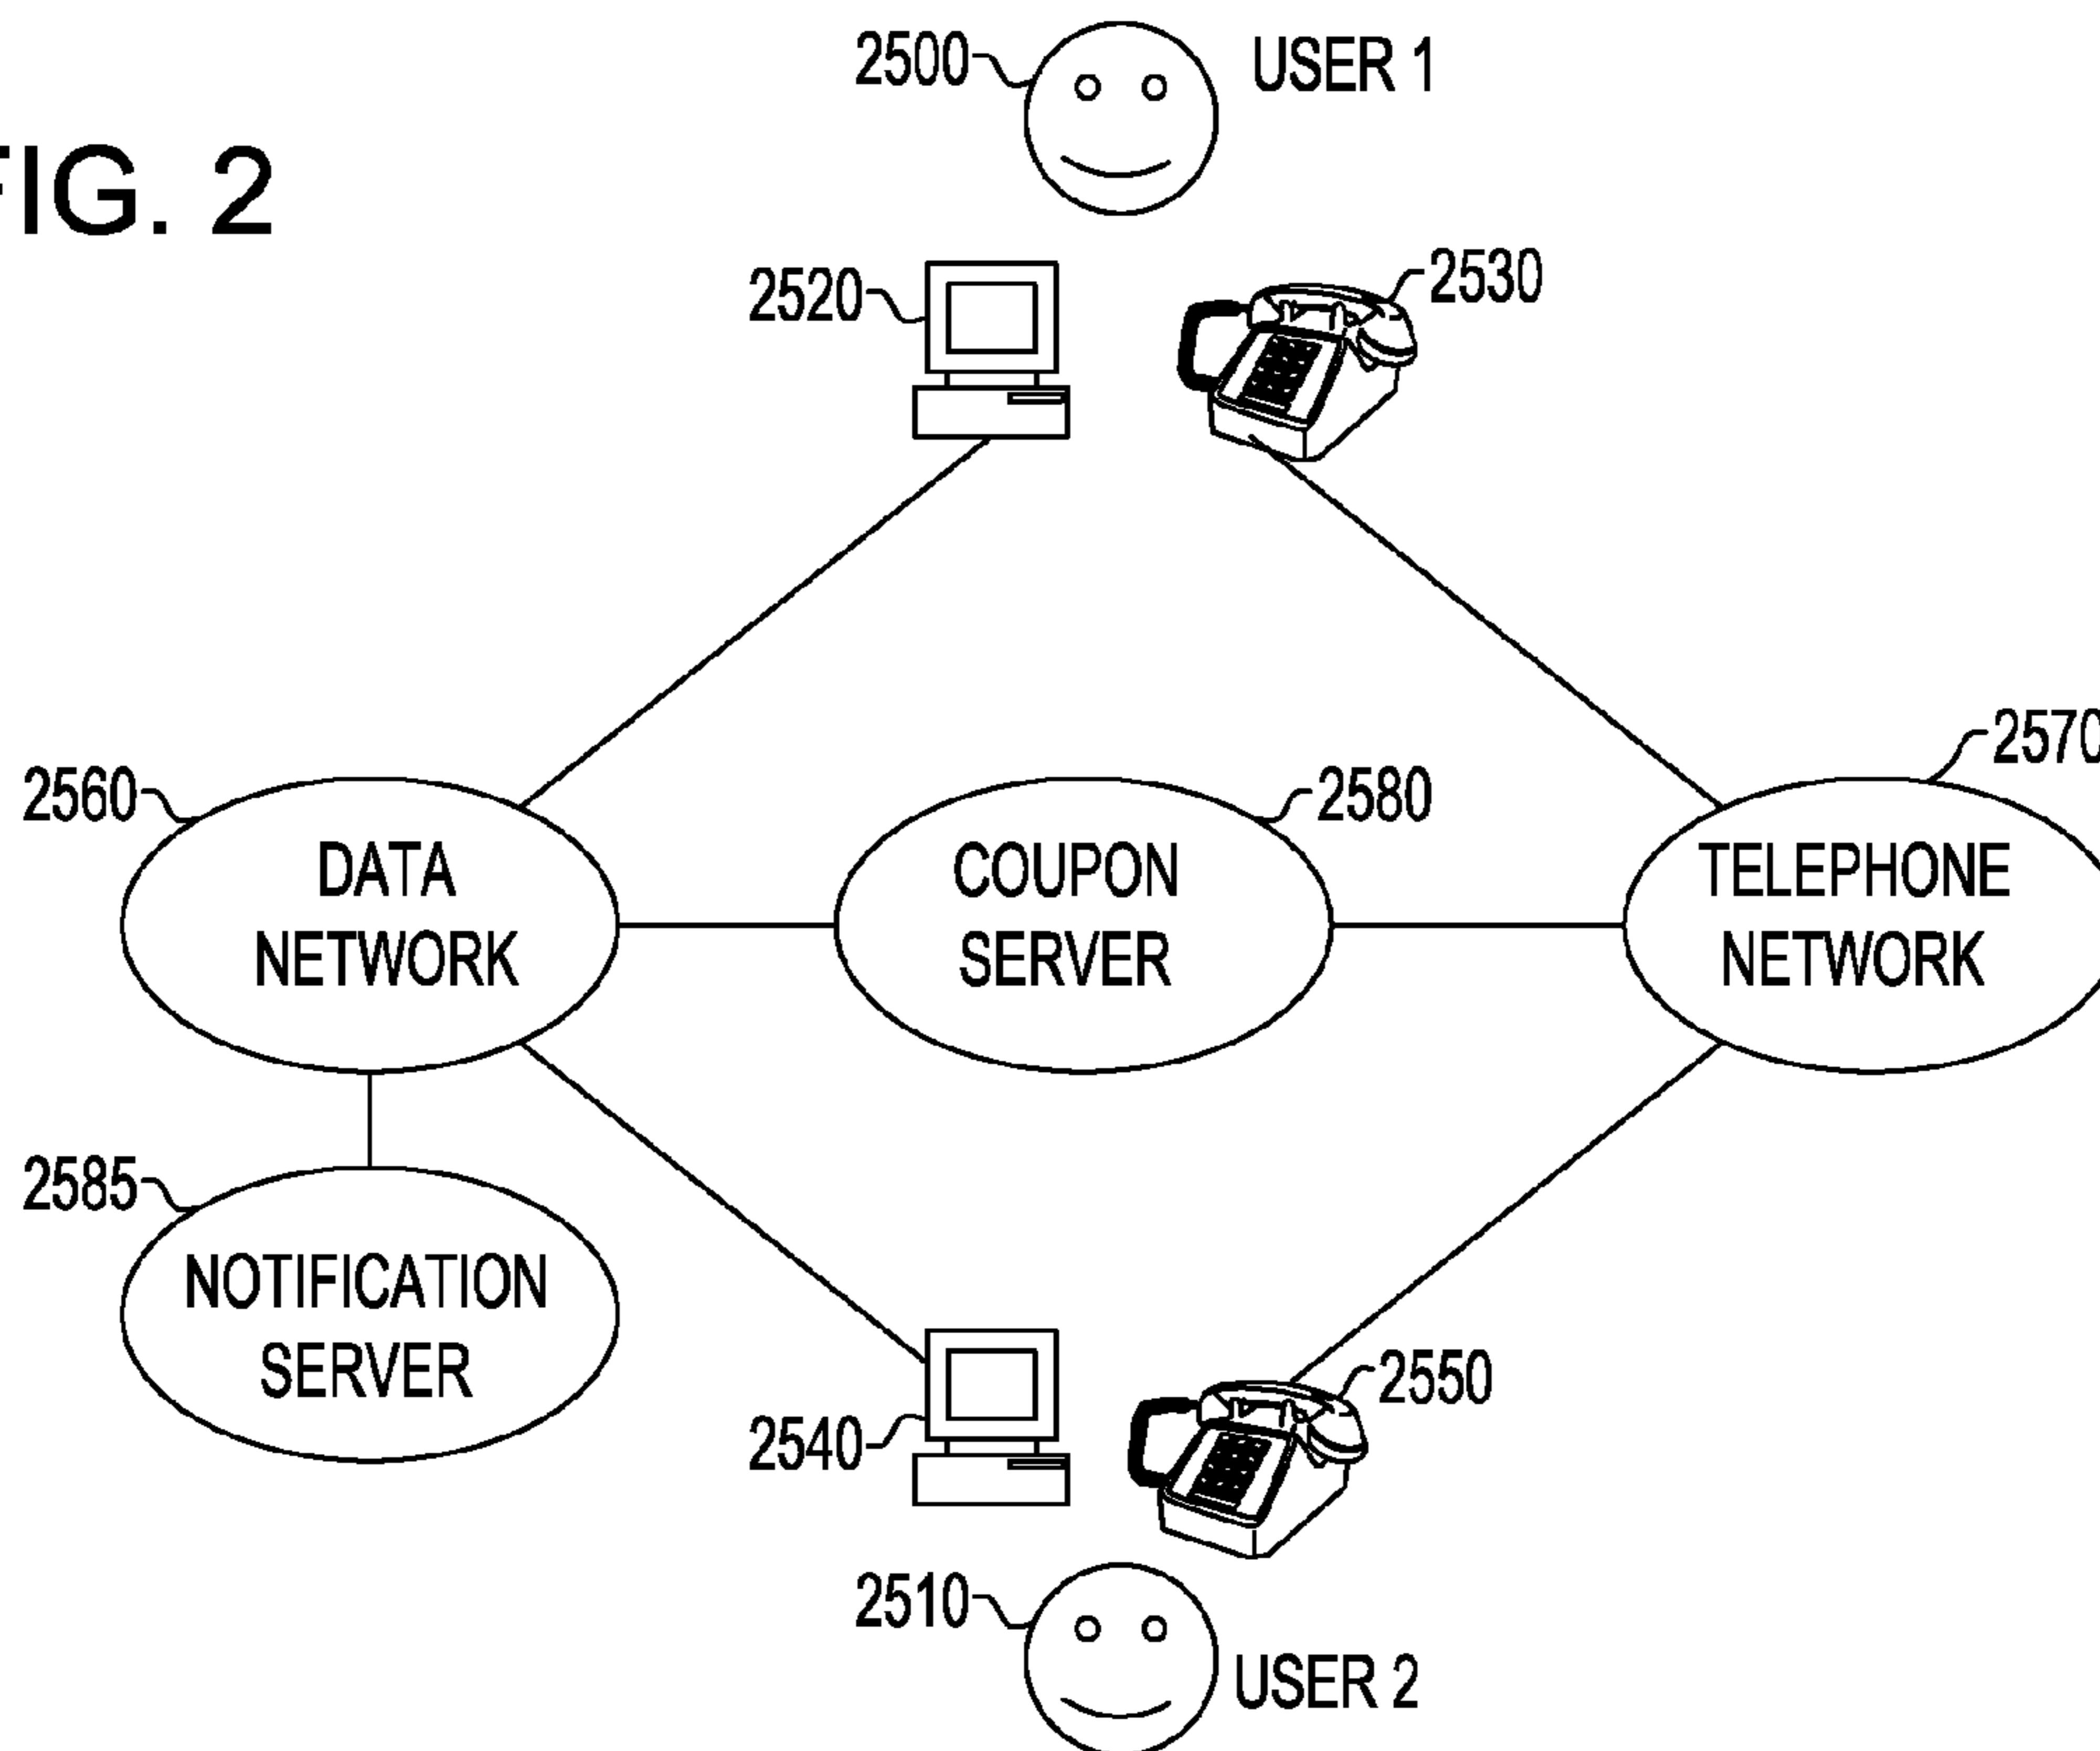 2500
USER 1
FIG. 2
2520
2530
2570
2560
2580
DATA
NETWORK
COUPON
SERVER
TELEPHONE
NETWORK
2585
NOTIFICATION
SERVER
2550
2540
2510
USER 2